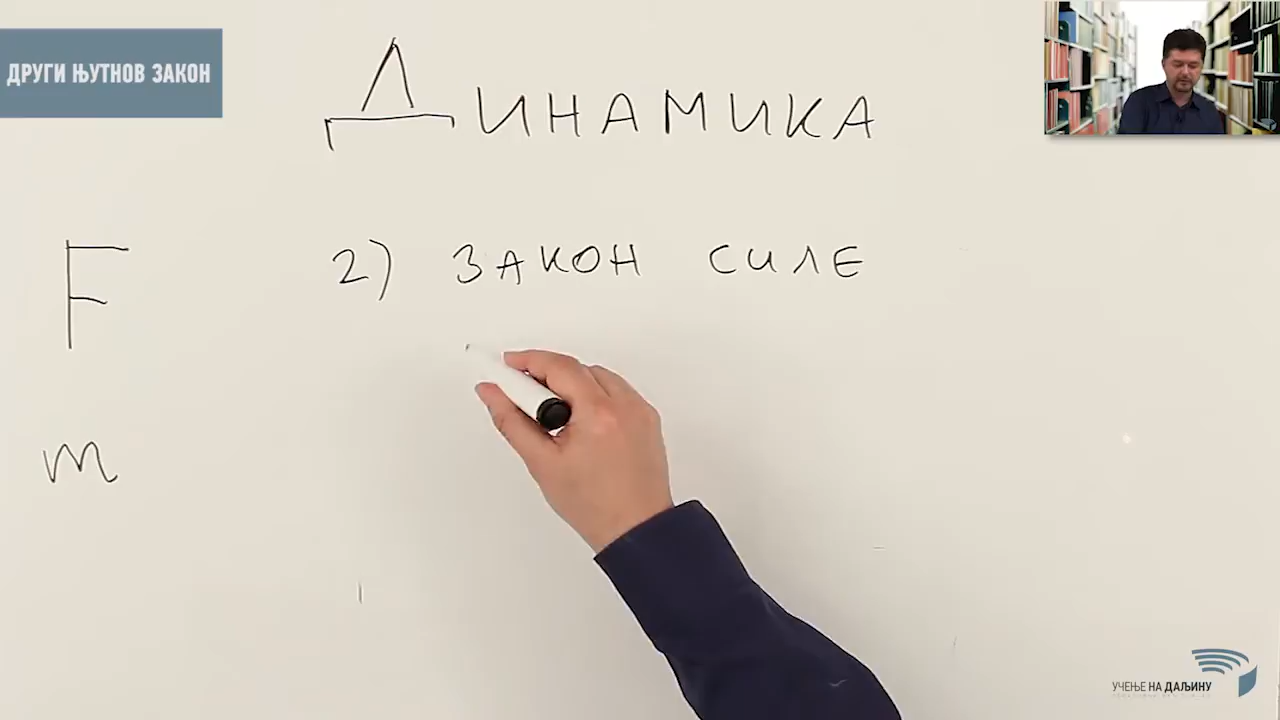 ДРУГИ ЊУТНОВ ЗАКОН
ДИНАМИКА
F
2) ЗАКОН СИЛЕ
m
УЧЕЊЕ НА ДАЉИНУ